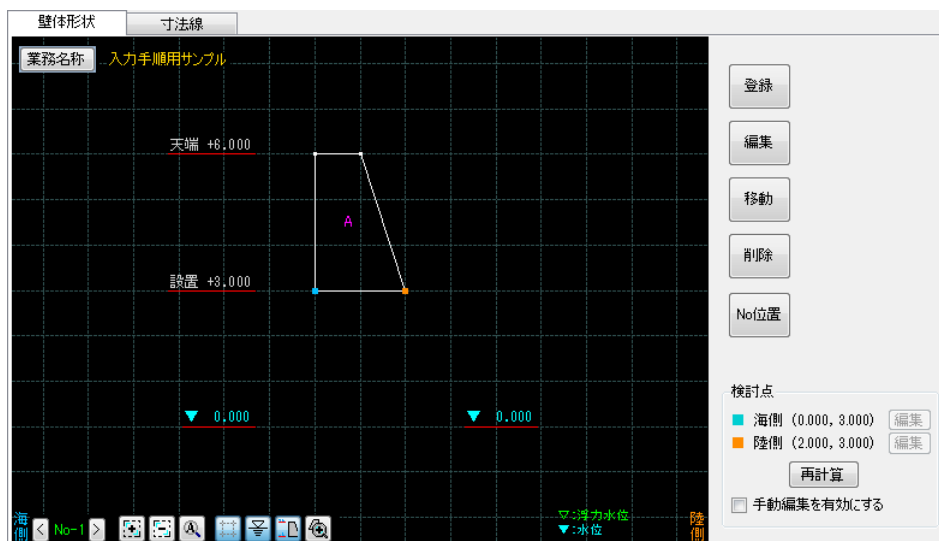 壁体形状 寸法線
業務名称 入力手順用サンプル
登録
天端 +6.000
編集
移動
A
削除
設置 +3.000
No位置
検討点
▼ 0.000 ▼ 0.000
■ 海側 (0.000, 3.000) 編集
■ 陸側 (2.000, 3.000) 編集
再計算
手動編集を有効にする
海側 < No-1 > A
▽:浮力水位
▼:水位
陸側